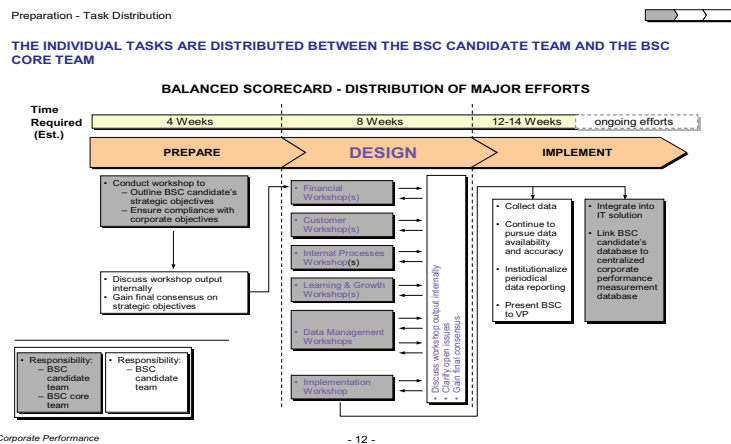 Preparation - Task Distribution
THE INDIVIDUAL TASKS ARE DISTRIBUTED BETWEEN THE BSC CANDIDATE TEAM AND THE BSC
CORE TEAM
BALANCED SCORECARD - DISTRIBUTION OF MAJOR EFFORTS
Time
Required
(Est.)
4 Weeks
8 Weeks
12-14 Weeks
ongoing efforts
PREPARE
DESIGN
IMPLEMENT
• Conduct workshop to
– Outline BSC candidate's
strategic objectives
– Ensure compliance with
corporate objectives
• Discuss workshop output
internally
• Gain final consensus on
strategic objectives
• Financial
Workshop(s)
• Customer
Workshop(s)
• Internal Processes
Workshop(s)
• Learning & Growth
Workshop(s)
• Data Management
Workshops
• Implementation
Workshop
• Discuss workshop output internally
• Clarify open issues
• Gain final consensus
• Collect data
• Continue to
pursue data
availability
and accuracy
• Institutionalize
periodical
data reporting
• Present BSC
to VP
• Integrate into
IT solution
• Link BSC
candidate's
database to
centralized
corporate
performance
measurement
database
• Responsibility:
– BSC
candidate
team
– BSC core
team
• Responsibility:
– BSC
candidate
team
Corporate Performance
- 12 -